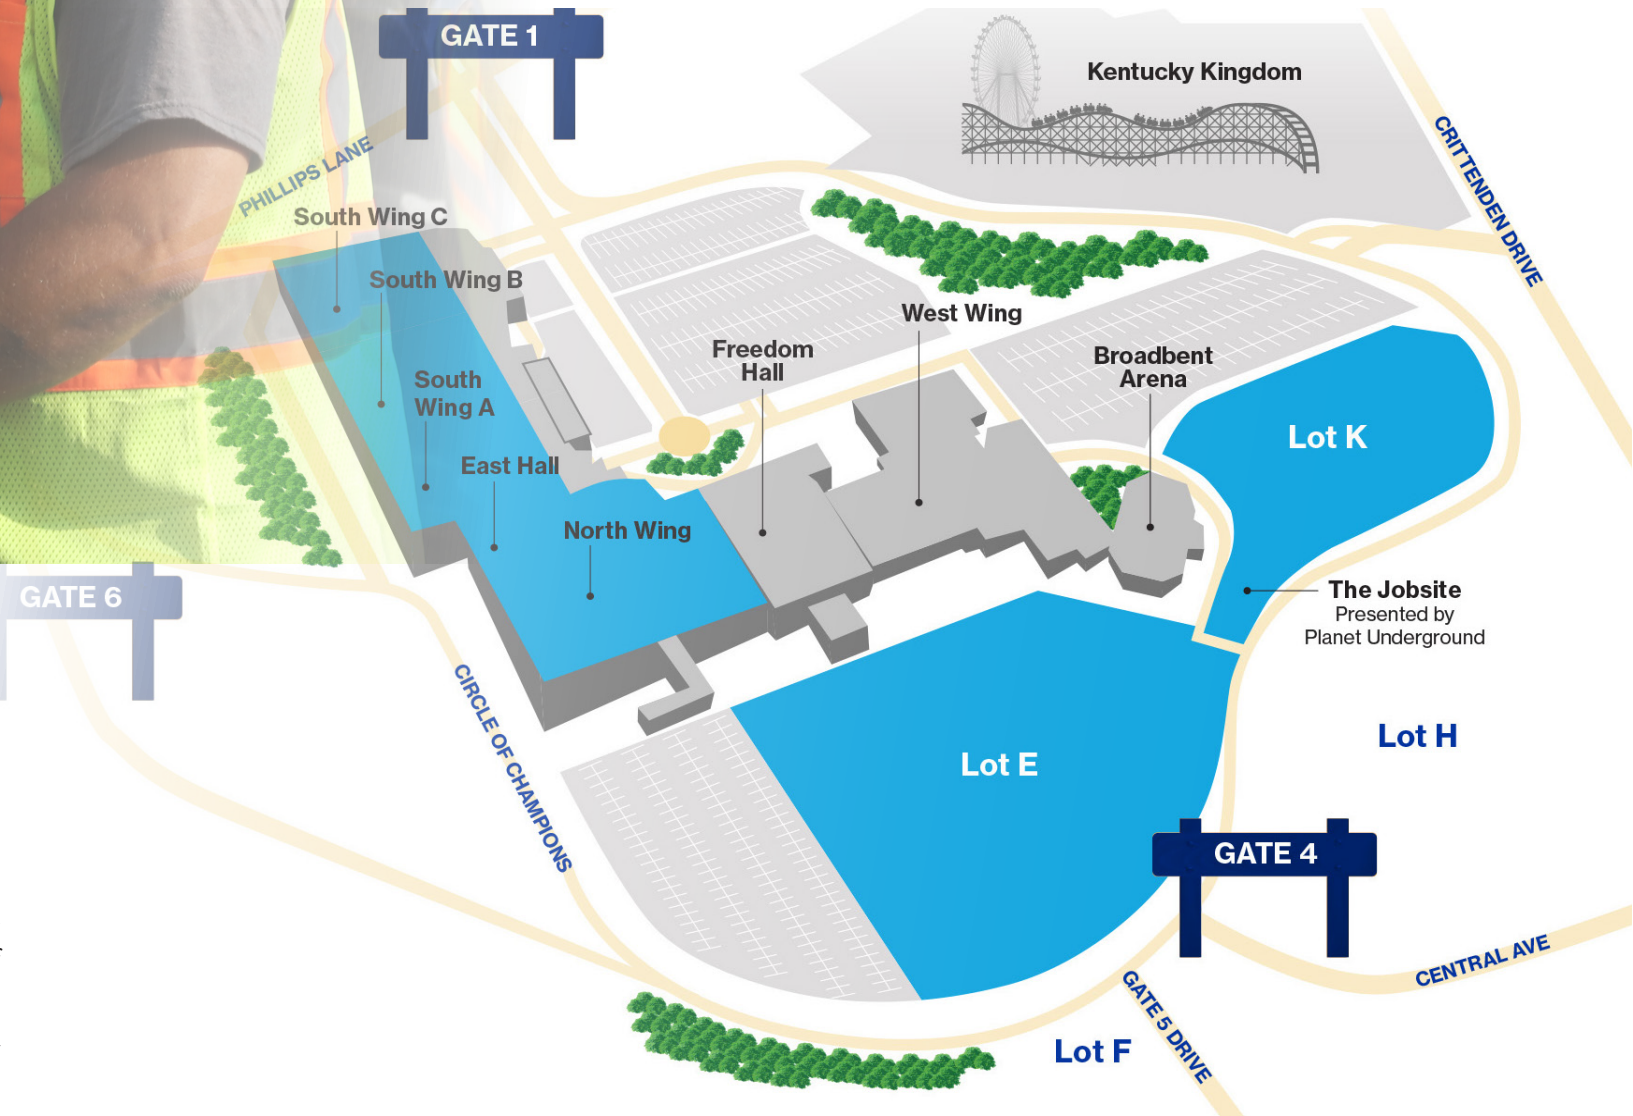 GATE 1
Kentucky Kingdom
CRITTENDEN DRIVE
PHILLIPS LANE
South Wing C
South Wing B
West Wing
Freedom
Hall
Broadbent
Arena
South
Wing A
Lot K
East Hall
North Wing
GATE 6
The Jobsite
Presented by
Planet Underground
CIRCLE OF CHAMPIONS
Lot H
Lot E
GATE 4
CENTRAL AVE
GATE 5 DRIVE
Lot F